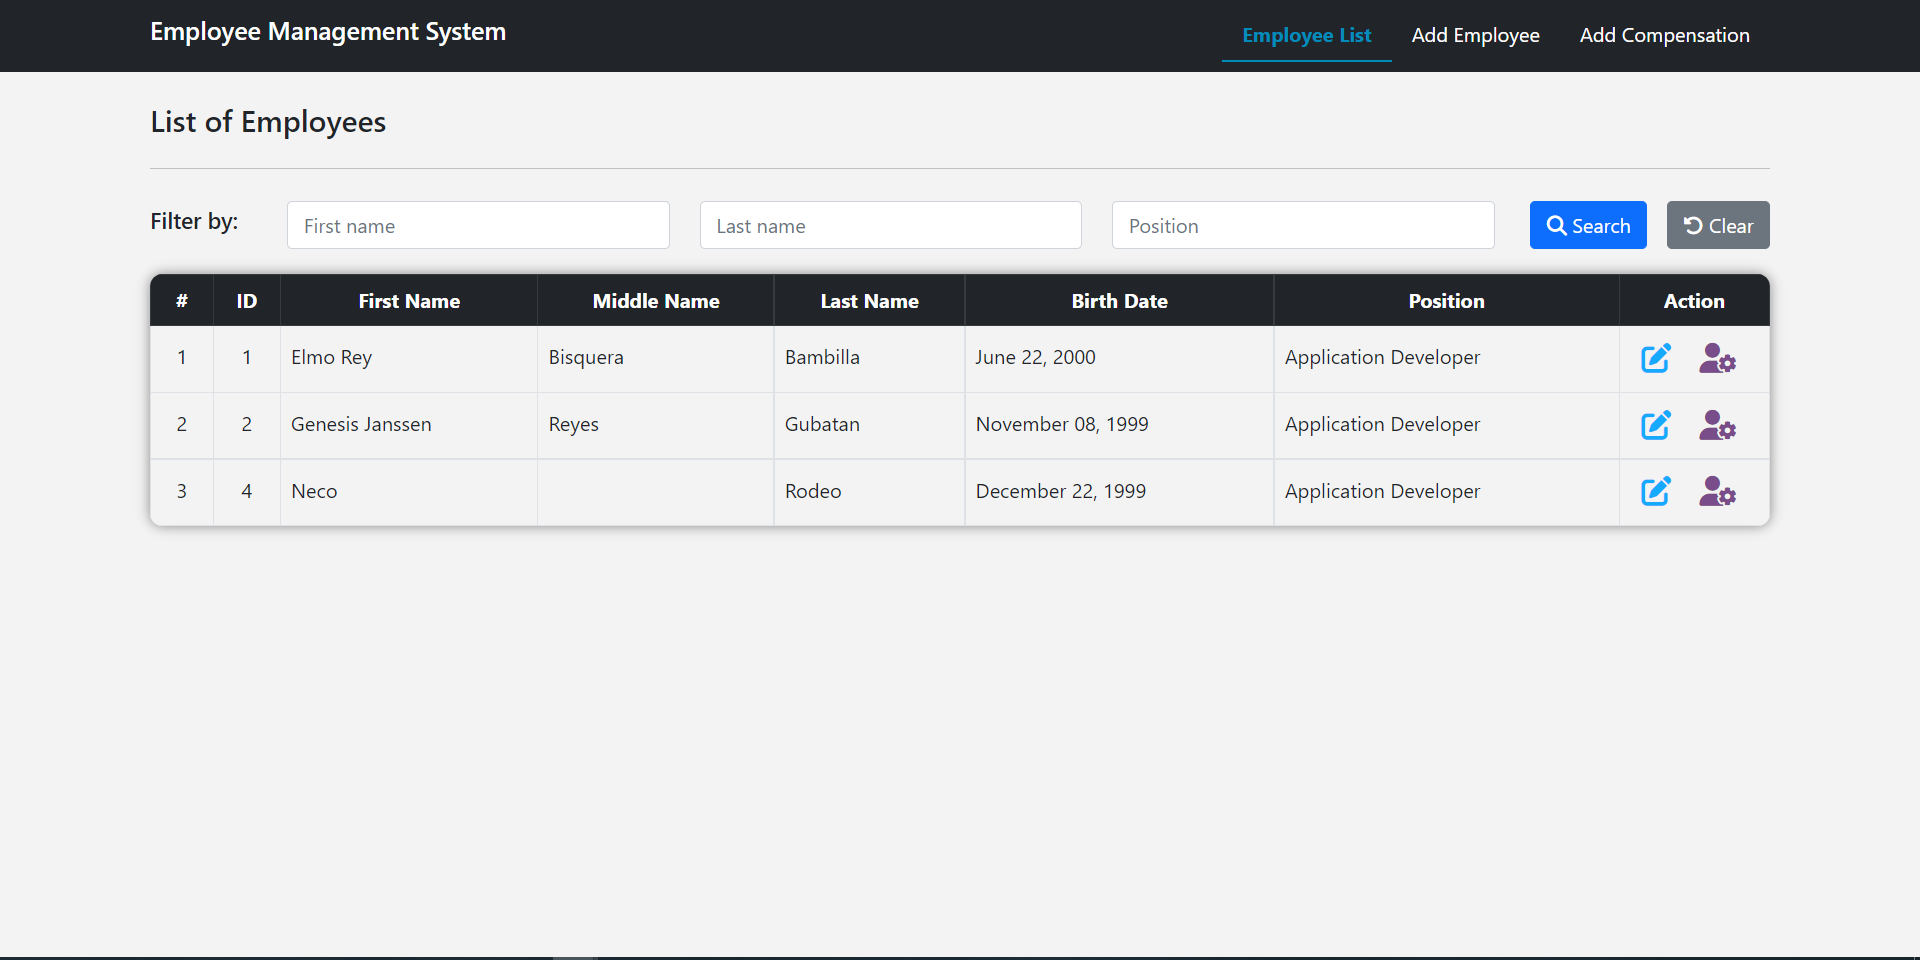 Employee Management System
Employee List Add Employee Add Compensation
List of Employees
Filter by: First name Last name Position Search Clear
# ID First Name Middle Name Last Name Birth Date Position Action
1 1 Elmo Rey Bisquera Bambilla June 22, 2000 Application Developer
2 2 Genesis Janssen Reyes Gubatan November 08, 1999 Application Developer
3 4 Neco Rodeo December 22, 1999 Application Developer